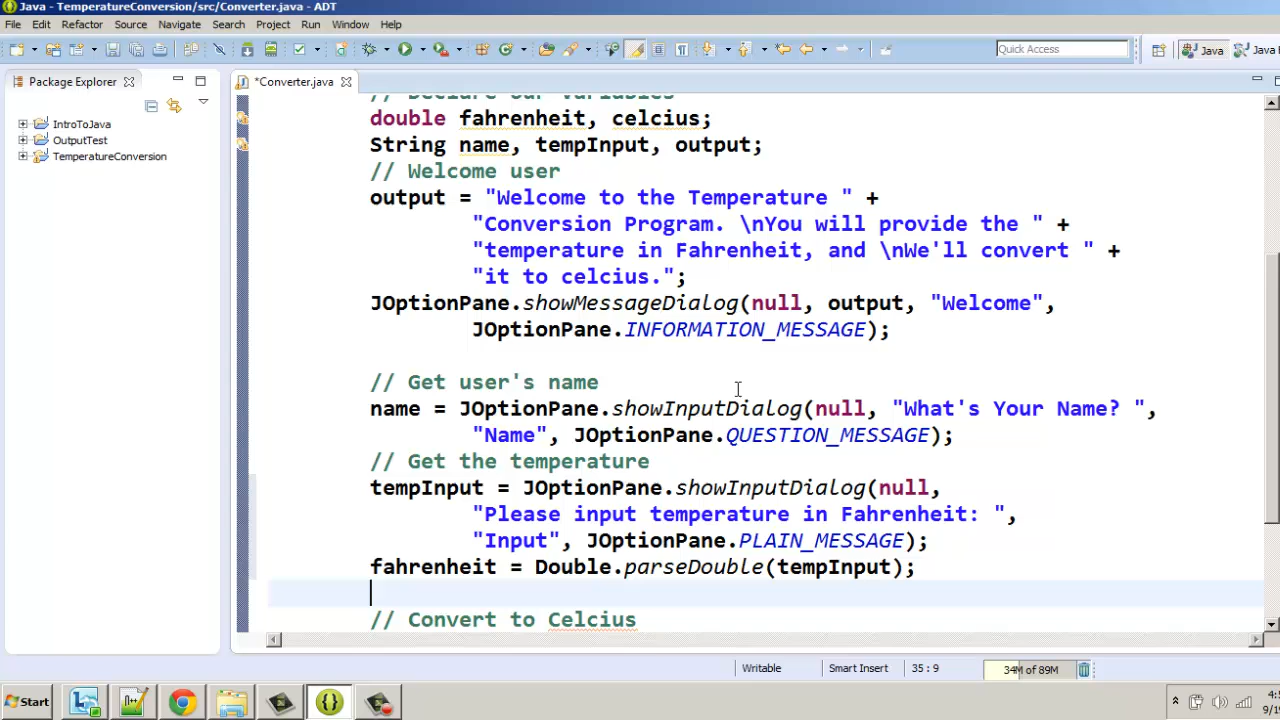 Java - TemperatureConversion/src/Converter.java - ADT
File Edit Refactor Source Navigate Search Project Run Window Help
Quick Access
Java
Java
Package Explorer
*Converter.java
IntroToJava
OutputTest
TemperatureConversion
// Declare our variables
double fahrenheit, celcius;
String name, tempInput, output;
// Welcome user
output = "Welcome to the Temperature " +
"Conversion Program. \nYou will provide the " +
"temperature in Fahrenheit, and \nWe'll convert " +
"it to celcius.";
JOptionPane.showMessageDialog(null, output, "Welcome",
JOptionPane.INFORMATION_MESSAGE);
// Get user's name
name = JOptionPane.showInputDialog(null, "What's Your Name? ",
"Name", JOptionPane.QUESTION_MESSAGE);
// Get the temperature
tempInput = JOptionPane.showInputDialog(null,
"Please input temperature in Fahrenheit: ",
"Input", JOptionPane.PLAIN_MESSAGE);
fahrenheit = Double.parseDouble(tempInput);
// Convert to Celcius
Writable
Smart Insert
35 : 9
34M of 89M
Start